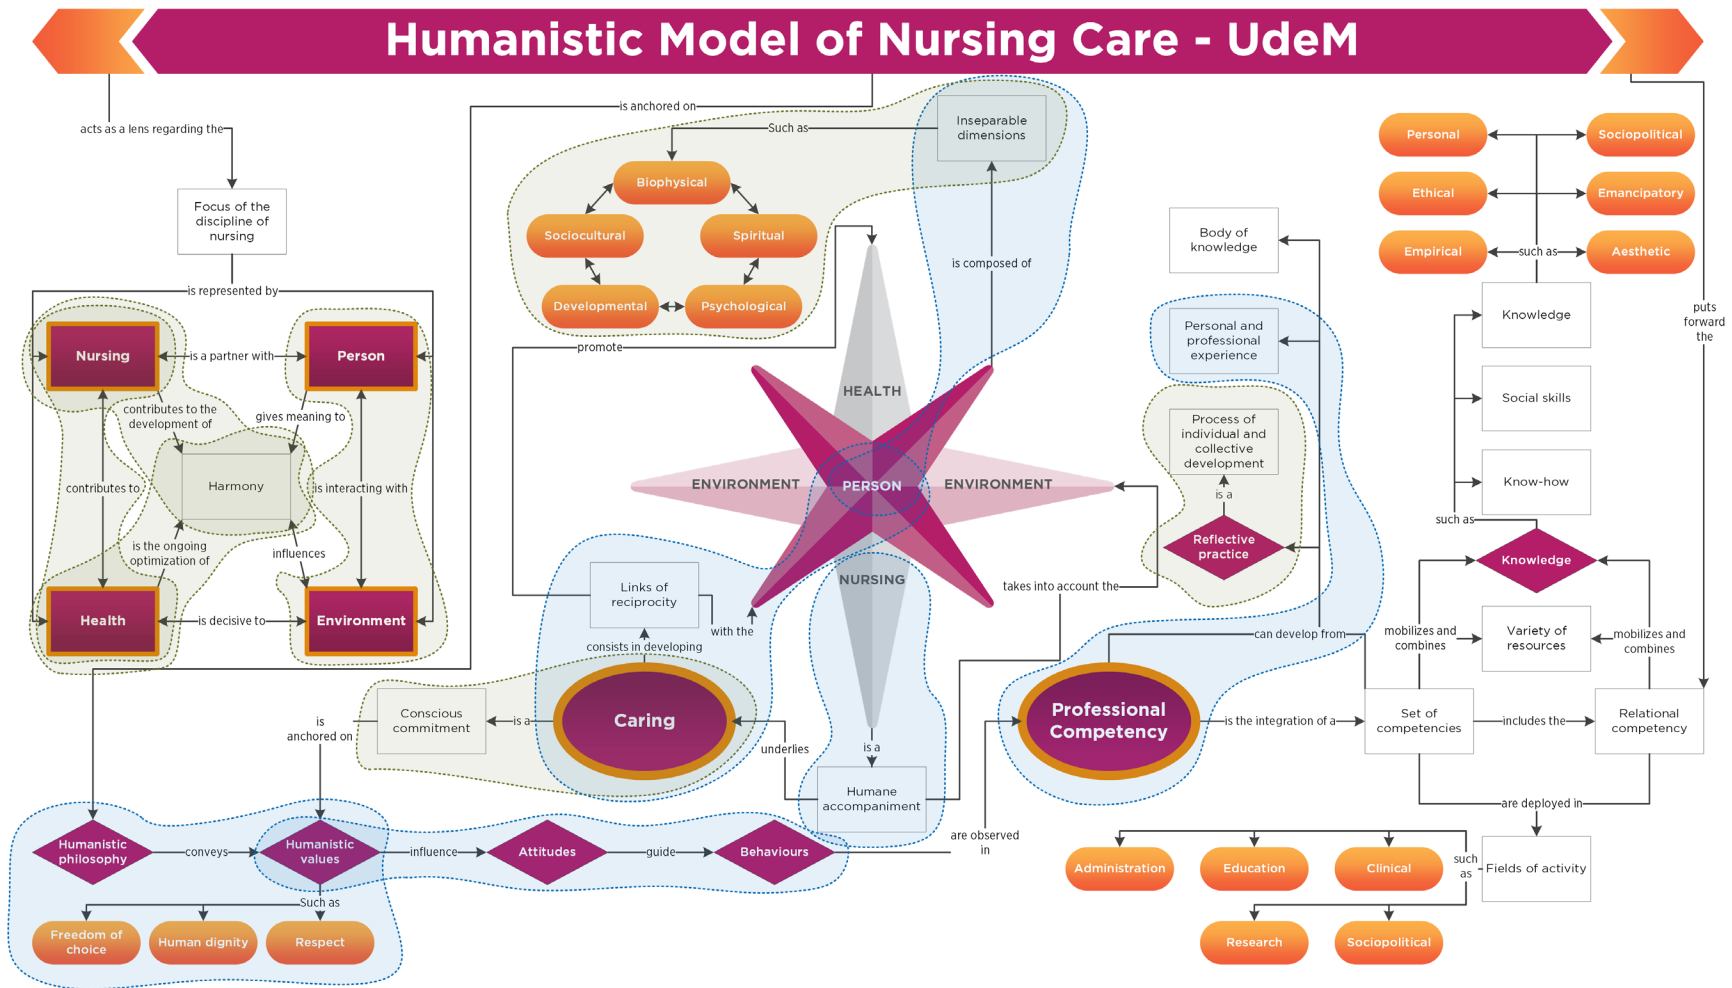 Humanistic Model of Nursing Care - UdeM
acts as a lens regarding the
Focus of the
discipline of
nursing
is represented by
Nursing
is a partner with
Person
contributes to the
development of
gives meaning to
contributes to
Harmony
is interacting with
is the ongoing
optimization of
influences
Health
is decisive to
Environment
is anchored on
Such as
Inseparable
dimensions
Biophysical
Sociocultural
Spiritual
Developmental
Psychological
is composed of
promote
HEALTH
ENVIRONMENT
PERSON
ENVIRONMENT
NURSING
Links of
reciprocity
with the
consists in developing
takes into account the
Caring
is a
Conscious
commitment
is
anchored on
underlies
is a
Humane
accompaniment
Humanistic
philosophy
conveys
Humanistic
values
influence
Attitudes
guide
Behaviours
are observed
in
Such as
Freedom of
choice
Human dignity
Respect
Body of
knowledge
Personal and
professional
experience
Process of
individual and
collective
development
is a
Reflective
practice
can develop from
Professional
Competency
is the integration of a
Set of
competencies
includes the
Relational
competency
Personal
Sociopolitical
Ethical
Emancipatory
Empirical
such as
Aesthetic
Knowledge
puts
forward
the
Social skills
Know-how
such as
Knowledge
mobilizes and
combines
Variety of
resources
mobilizes and
combines
are deployed in
Fields of activity
such
as
Administration
Education
Clinical
Research
Sociopolitical